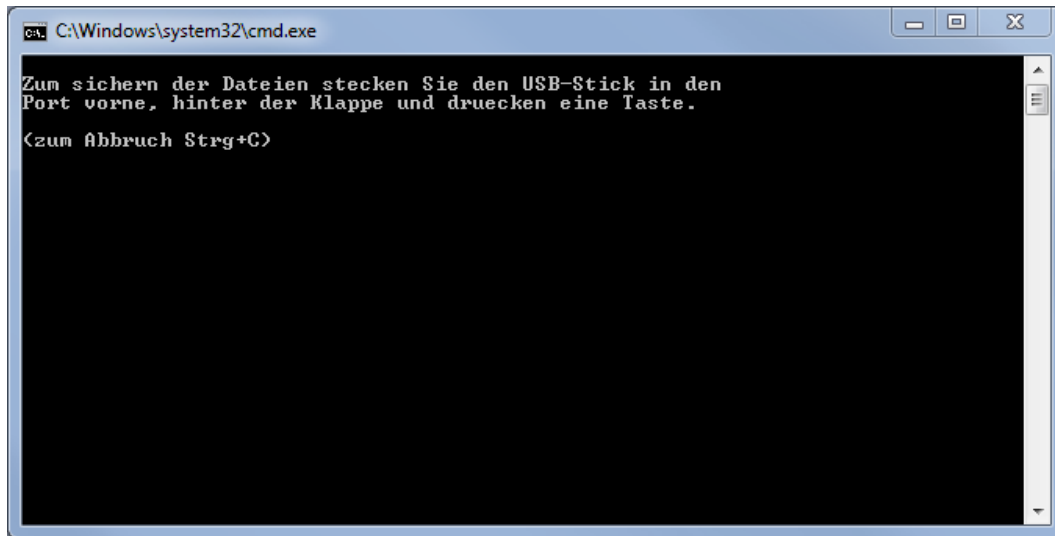 C:\Windows\system32\cmd.exe
Zum sichern der Dateien stecken Sie den USB-Stick in den
Port vorne, hinter der Klappe und druecken eine Taste.
(zum Abbruch Strg+C)